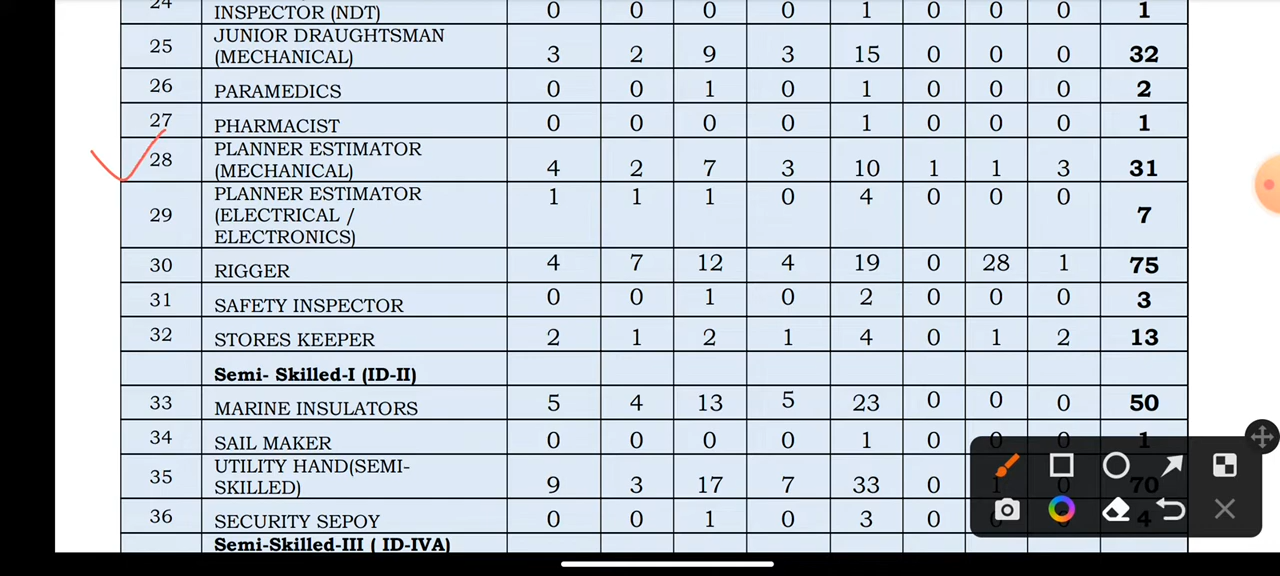 24 INSPECTOR (NDT) 0 0 0 0 1 0 0 0 1
JUNIOR DRAUGHTSMAN
25 (MECHANICAL) 3 2 9 3 15 0 0 0 32
26 PARAMEDICS 0 0 1 0 1 0 0 0 2
27 PHARMACIST 0 0 0 0 1 0 0 0 1
PLANNER ESTIMATOR
28 (MECHANICAL) 4 2 7 3 10 1 1 3 31
PLANNER ESTIMATOR 1 1 1 0 4 0 0 0
29 (ELECTRICAL / 7
ELECTRONICS)
30 RIGGER 4 7 12 4 19 0 28 1 75
31 SAFETY INSPECTOR 0 0 1 0 2 0 0 0 3
32 STORES KEEPER 2 1 2 1 4 0 1 2 13
Semi- Skilled-I (ID-II)
33 MARINE INSULATORS 5 4 13 5 23 0 0 0 50
34 SAIL MAKER 0 0 0 0 1 0 0 0 1
UTILITY HAND(SEMI-
35 SKILLED) 9 3 17 7 33 0 1 0 70
36 SECURITY SEPOY 0 0 1 0 3 0 0 4
Semi-Skilled-III ( ID-IVA)